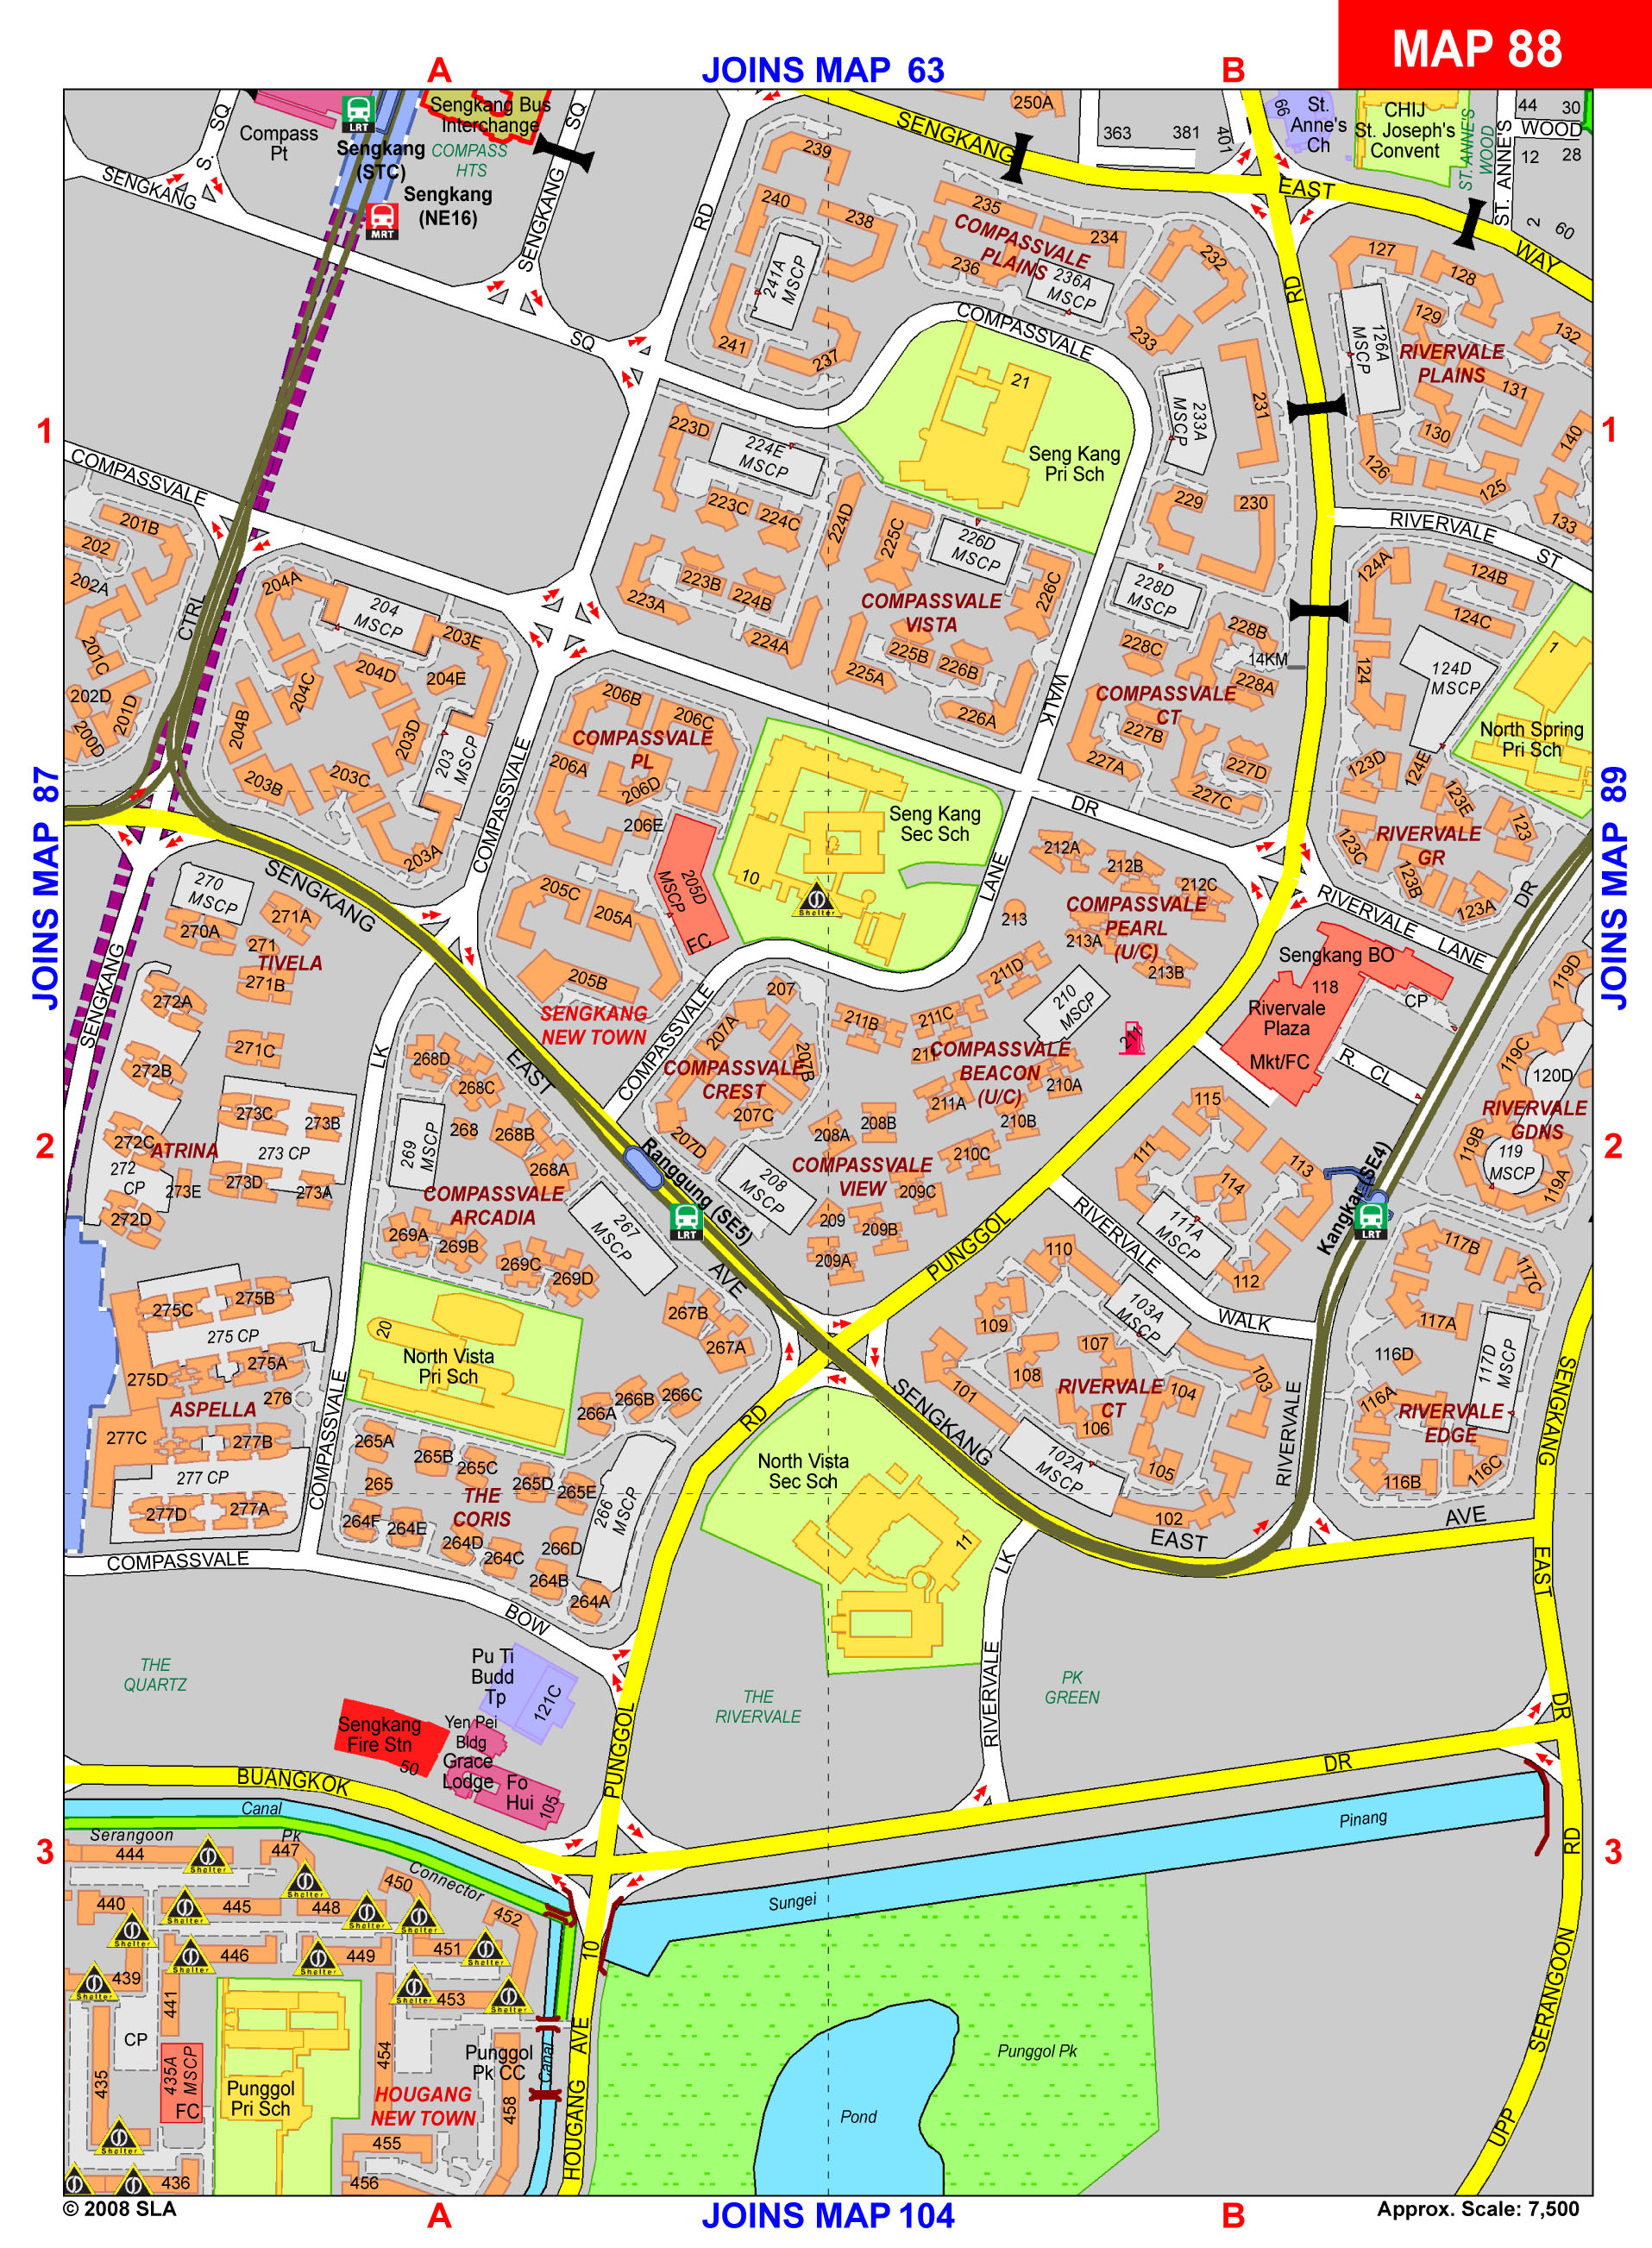 MAP 88
A
JOINS MAP 63
B
Compass
Pt
LRT
Sengkang
(STC)
Sengkang
(NE16)
MRT
Sengkang Bus
Interchange
COMPASS
HTS
SQ
S.
SENGKANG
SQ
SENGKANG
SQ
RD
SENGKANG
EAST
WAY
250A
363
381
401
66
St.
Anne's
Ch
CHIJ
St. Joseph's
Convent
ST. ANNE'S
WOOD
ST. ANNE'S
WOOD
44
30
12
28
2
60
239
240
238
241A
MSCP
241
237
235
234
236
COMPASSVALE
PLAINS
236A
MSCP
232
233
COMPASSVALE
RD
127
128
129
132
126A
MSCP
RIVERVALE
PLAINS
131
130
126
125
140
133
21
Seng Kang
Pri Sch
233A
MSCP
231
229
230
1
1
COMPASSVALE
201B
202
202A
201C
202D
201D
200D
CTRL
223D
224E
MSCP
223C
224C
224D
223B
224B
223A
224A
225C
226D
MSCP
226C
COMPASSVALE
VISTA
225B
226B
225A
226A
WALK
228D
MSCP
228B
228C
14KM
228A
COMPASSVALE
CT
227B
227A
227D
227C
RIVERVALE
ST
124A
124B
124C
124
124D
MSCP
1
North Spring
Pri Sch
123D
124E
123E
123
RIVERVALE
GR
123C
123B
123A
204A
204
MSCP
203E
204D
204E
204C
204B
203D
203
MSCP
203C
203B
203A
206B
206C
COMPASSVALE
PL
206A
206D
206E
205D
MSCP
FC
205C
205A
205B
COMPASSVALE
Seng Kang
Sec Sch
10
Shelter
DR
LANE
212A
212B
212C
213
COMPASSVALE
PEARL
(U/C)
213A
213B
RIVERVALE LANE
DR
JOINS MAP 87
JOINS MAP 89
SENGKANG
SENGKANG
270
MSCP
270A
271A
271
TIVELA
271B
272A
271C
272B
273C
273B
272C
ATRINA
273 CP
272
CP
273E
273D
273A
272D
LK
SENGKANG
NEW TOWN
EAST
268D
268C
268
268B
268A
269
MSCP
COMPASSVALE
ARCADIA
269A
269B
269C
269D
267
MSCP
267B
267A
COMPASSVALE
207
207A
207B
COMPASSVALE
CREST
207C
207D
Ranggung (SE5)
LRT
208
MSCP
AVE
211B
211C
211D
210
MSCP
211
COMPASSVALE
BEACON
(U/C)
211A
210A
210B
210C
208A
208B
COMPASSVALE
VIEW
209C
209
209B
209A
PUNGGOL
Sengkang BO
118
CP
Rivervale
Plaza
Mkt/FC
R. CL
119D
119C
120D
RIVERVALE
GDNS
119B
119
MSCP
119A
2
2
115
111
113
114
111A
MSCP
112
Kangkar (SE4)
LRT
RIVERVALE
WALK
117B
117C
117A
117D
MSCP
116D
116A
RIVERVALE
EDGE
116B
116C
110
103A
MSCP
109
107
108
101
RIVERVALE
CT
104
103
106
102A
MSCP
105
102
RIVERVALE
SENGKANG
EAST
AVE
SENGKANG
EAST
DR
275C
275B
275 CP
275A
275D
276
ASPELLA
277C
277B
277 CP
277D
277A
COMPASSVALE
20
North Vista
Pri Sch
266A
266B
266C
265A
265B
265C
265D
265E
265
THE
CORIS
266
MSCP
264F
264E
264D
264C
266D
264B
264A
RD
North Vista
Sec Sch
11
LK
COMPASSVALE
BOW
THE
QUARTZ
Pu Ti
Budd
Tp
121C
Sengkang
Fire Stn
50
Yen Pei
Bldg
Grace
Lodge
Fo
Hui
105
PUNGGOL
THE
RIVERVALE
RIVERVALE
PK
GREEN
BUANGKOK
DR
Canal
Serangoon
Pk
Connector
Sungei
Pinang
3
3
444
447
440
445
448
450
452
446
449
451
439
453
441
CP
435
435A
MSCP
FC
Punggol
Pri Sch
454
HOUGANG
NEW TOWN
Punggol
Pk CC
Canal
458
455
456
436
HOUGANG AVE 10
Punggol Pk
Pond
UPP SERANGOON RD
© 2008 SLA
A
JOINS MAP 104
B
Approx. Scale: 7,500